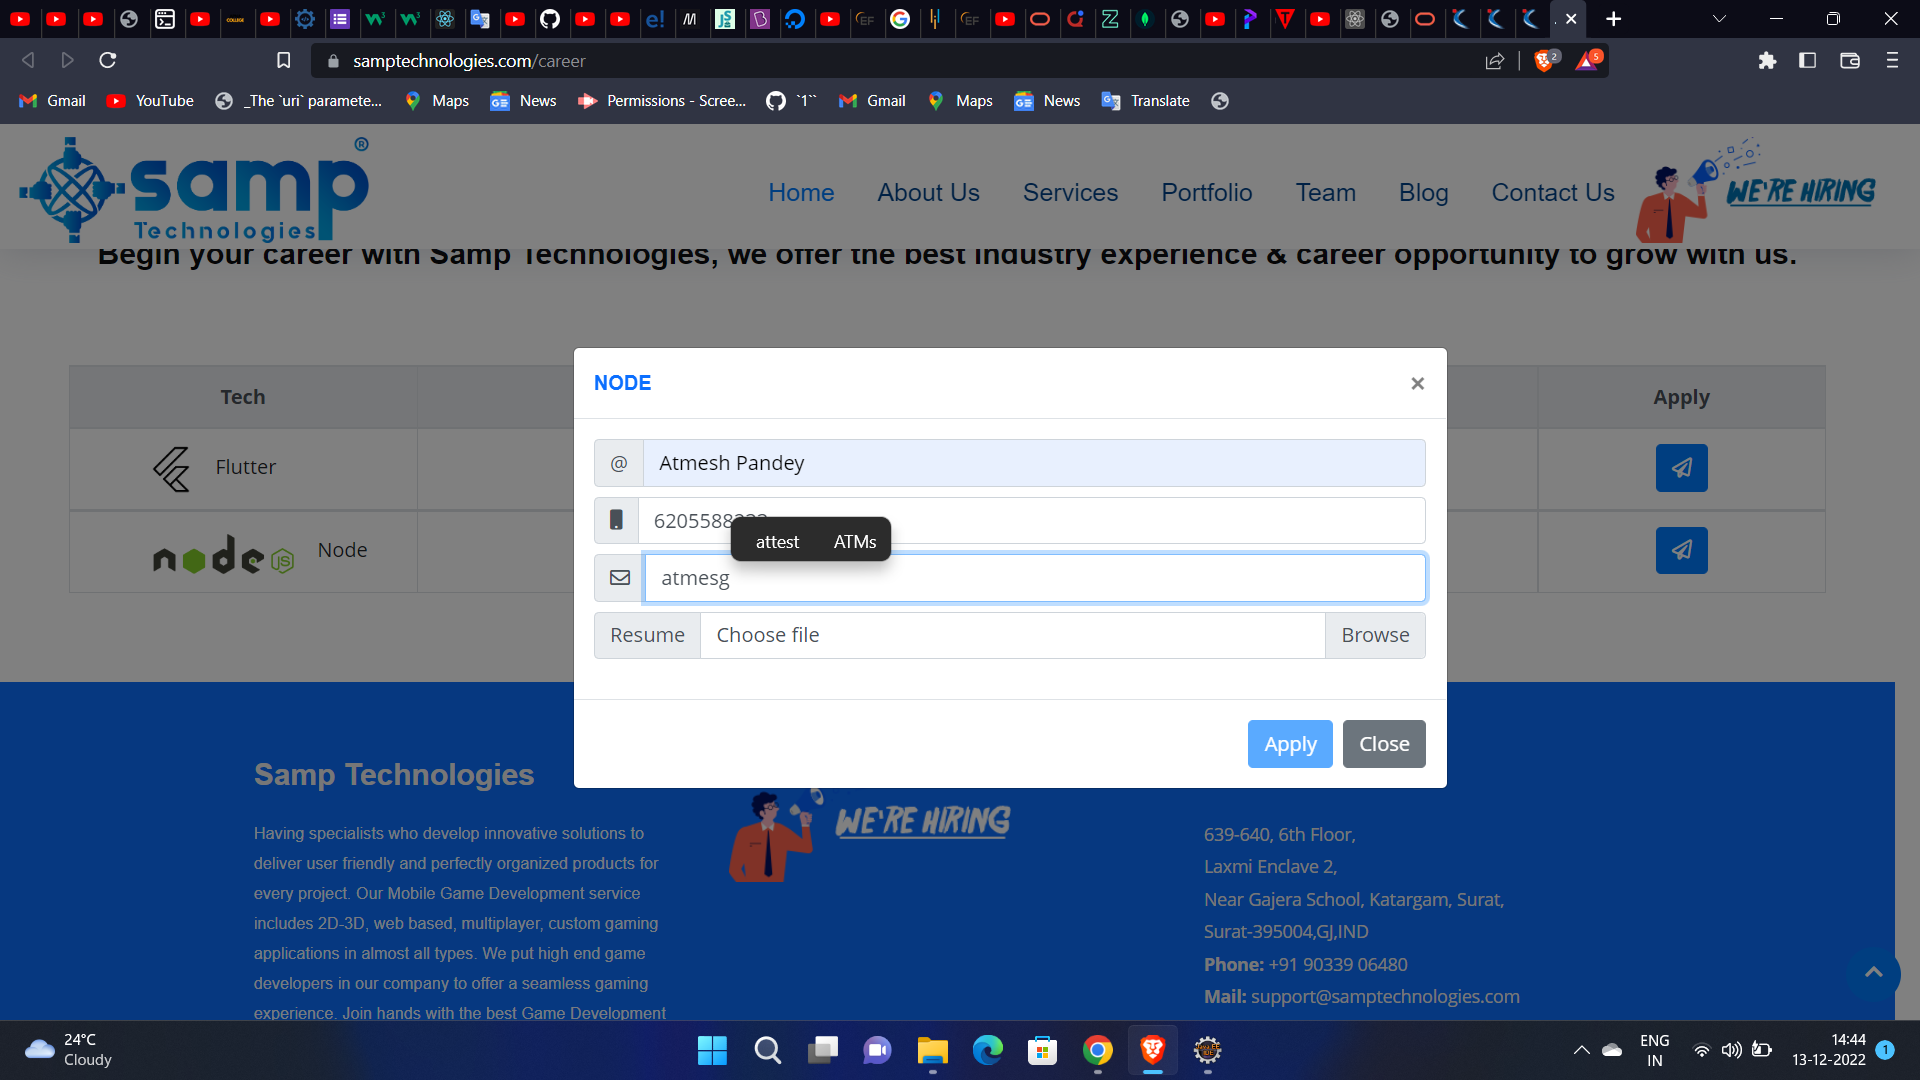 samptechnologies.com/career
2
5
Gmail
YouTube
_The `uri` paramete...
Maps
News
Permissions - Scree...
`1``
Gmail
Maps
News
Translate
samp
Technologies
®
Home
About Us
Services
Portfolio
Team
Blog
Contact Us
WE'RE HIRING
Begin your career with Samp Technologies, we offer the best industry experience & career opportunity to grow with us.
Tech
Apply
Flutter
node
JS
Node
NODE
×
@
Atmesh Pandey
6205588
attest
ATMs
atmesg
Resume
Choose file
Browse
Apply
Close
Samp Technologies
Having specialists who develop innovative solutions to
deliver user friendly and perfectly organized products for
every project. Our Mobile Game Development service
includes 2D-3D, web based, multiplayer, custom gaming
applications in almost all types. We put high end game
developers in our company to offer a seamless gaming
experience. Join hands with the best Game Development
WE'RE HIRING
639-640, 6th Floor,
Laxmi Enclave 2,
Near Gajera School, Katargam, Surat,
Surat-395004,GJ,IND
Phone: +91 90339 06480
Mail: support@samptechnologies.com
24°C
Cloudy
ENG
IN
14:44
13-12-2022
1